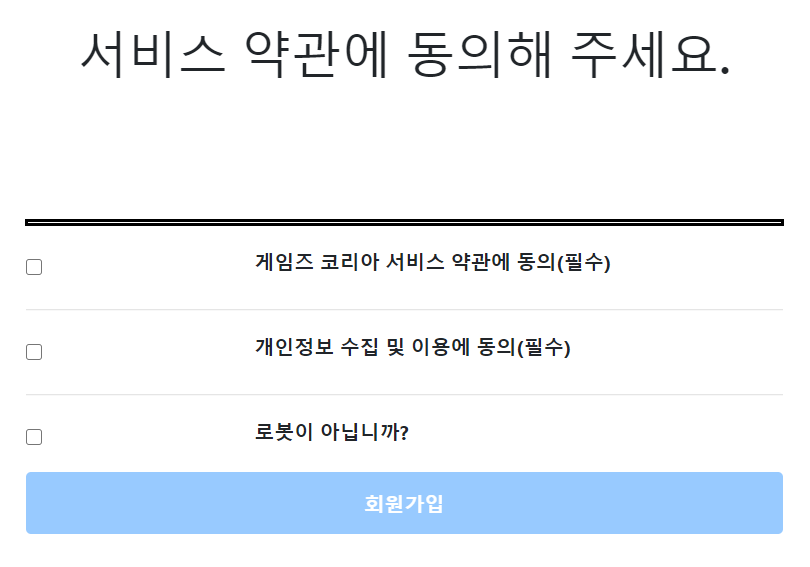 서비스 약관에 동의해 주세요.
게임즈 코리아 서비스 약관에 동의(필수)
개인정보 수집 및 이용에 동의(필수)
로봇이 아닙니까?
회원가입